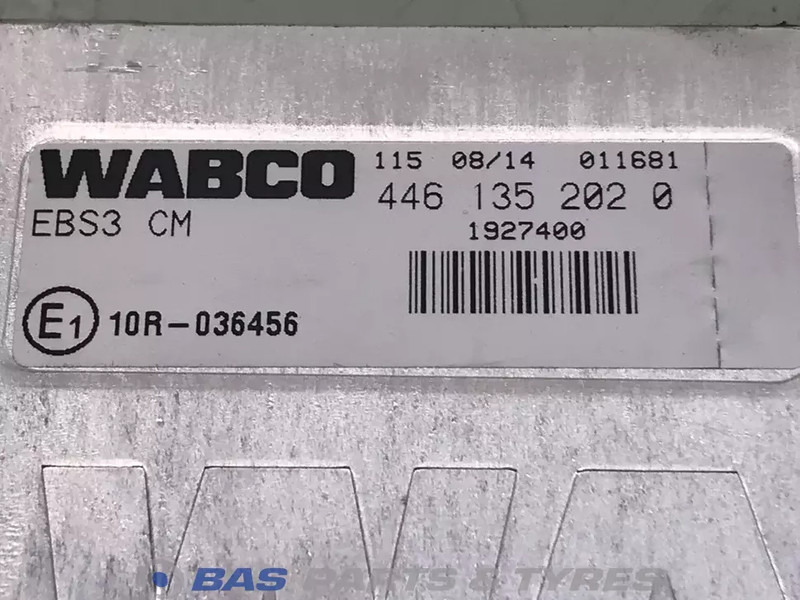 WABCO 115 08/14 011681
446 135 202 0
EBS3 CM 1927400
E1 10R-036456
BAS PARTS & TYRES